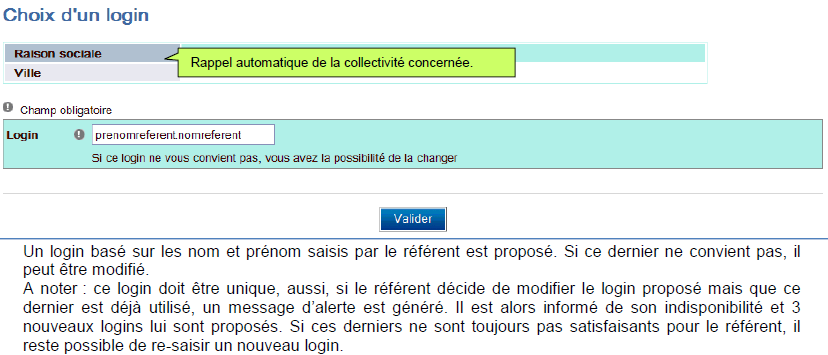 Choix d'un login
Raison sociale
Rappel automatique de la collectivité concernée.
Ville
Champ obligatoire
Login prenomreferent.nomreferent
Si ce login ne vous convient pas, vous avez la possibilité de la changer
Valider
Un login basé sur les nom et prénom saisis par le référent est proposé. Si ce dernier ne convient pas, il
peut être modifié.
A noter : ce login doit être unique, aussi, si le référent décide de modifier le login proposé mais que ce
dernier est déjà utilisé, un message d'alerte est généré. Il est alors informé de son indisponibilité et 3
nouveaux logins lui sont proposés. Si ces derniers ne sont toujours pas satisfaisants pour le référent, il
reste possible de re-saisir un nouveau login.